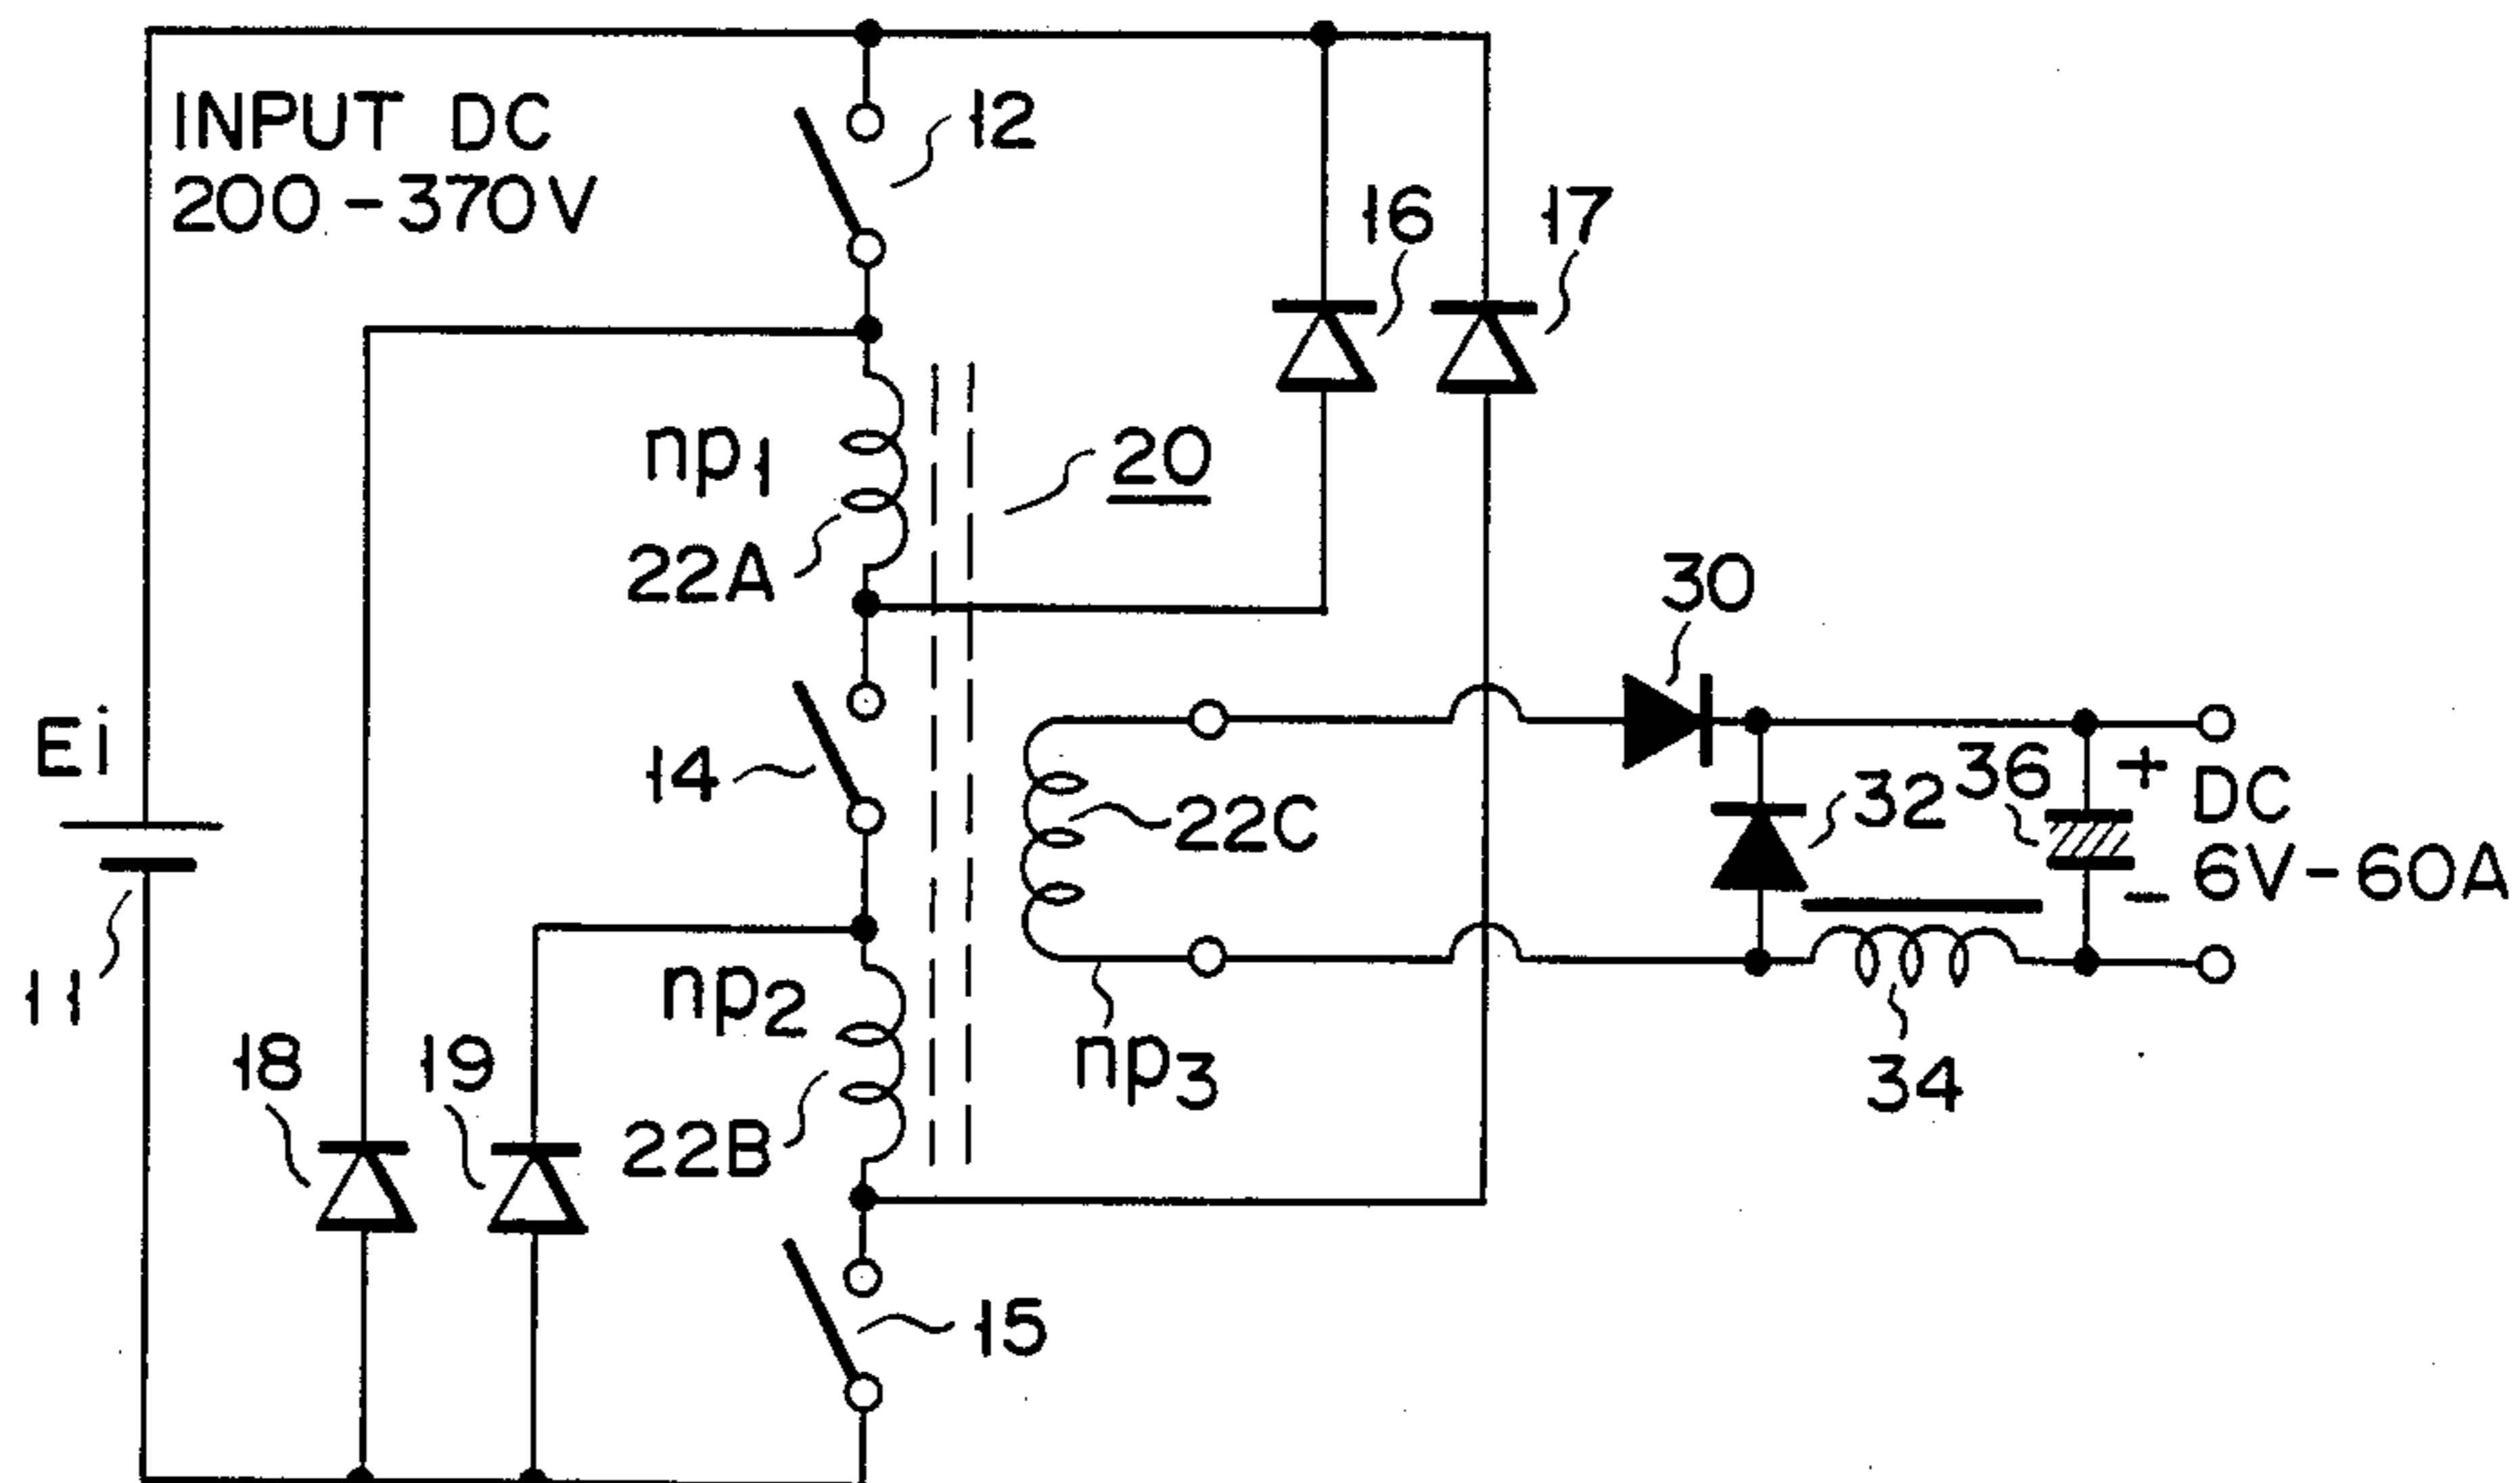 INPUT DC
200-370V
12
16
17
np1
20
22A
30
Ei
14
22C
32
36
+
DC
6V-60A
-
11
np2
18
19
np3
34
22B
15